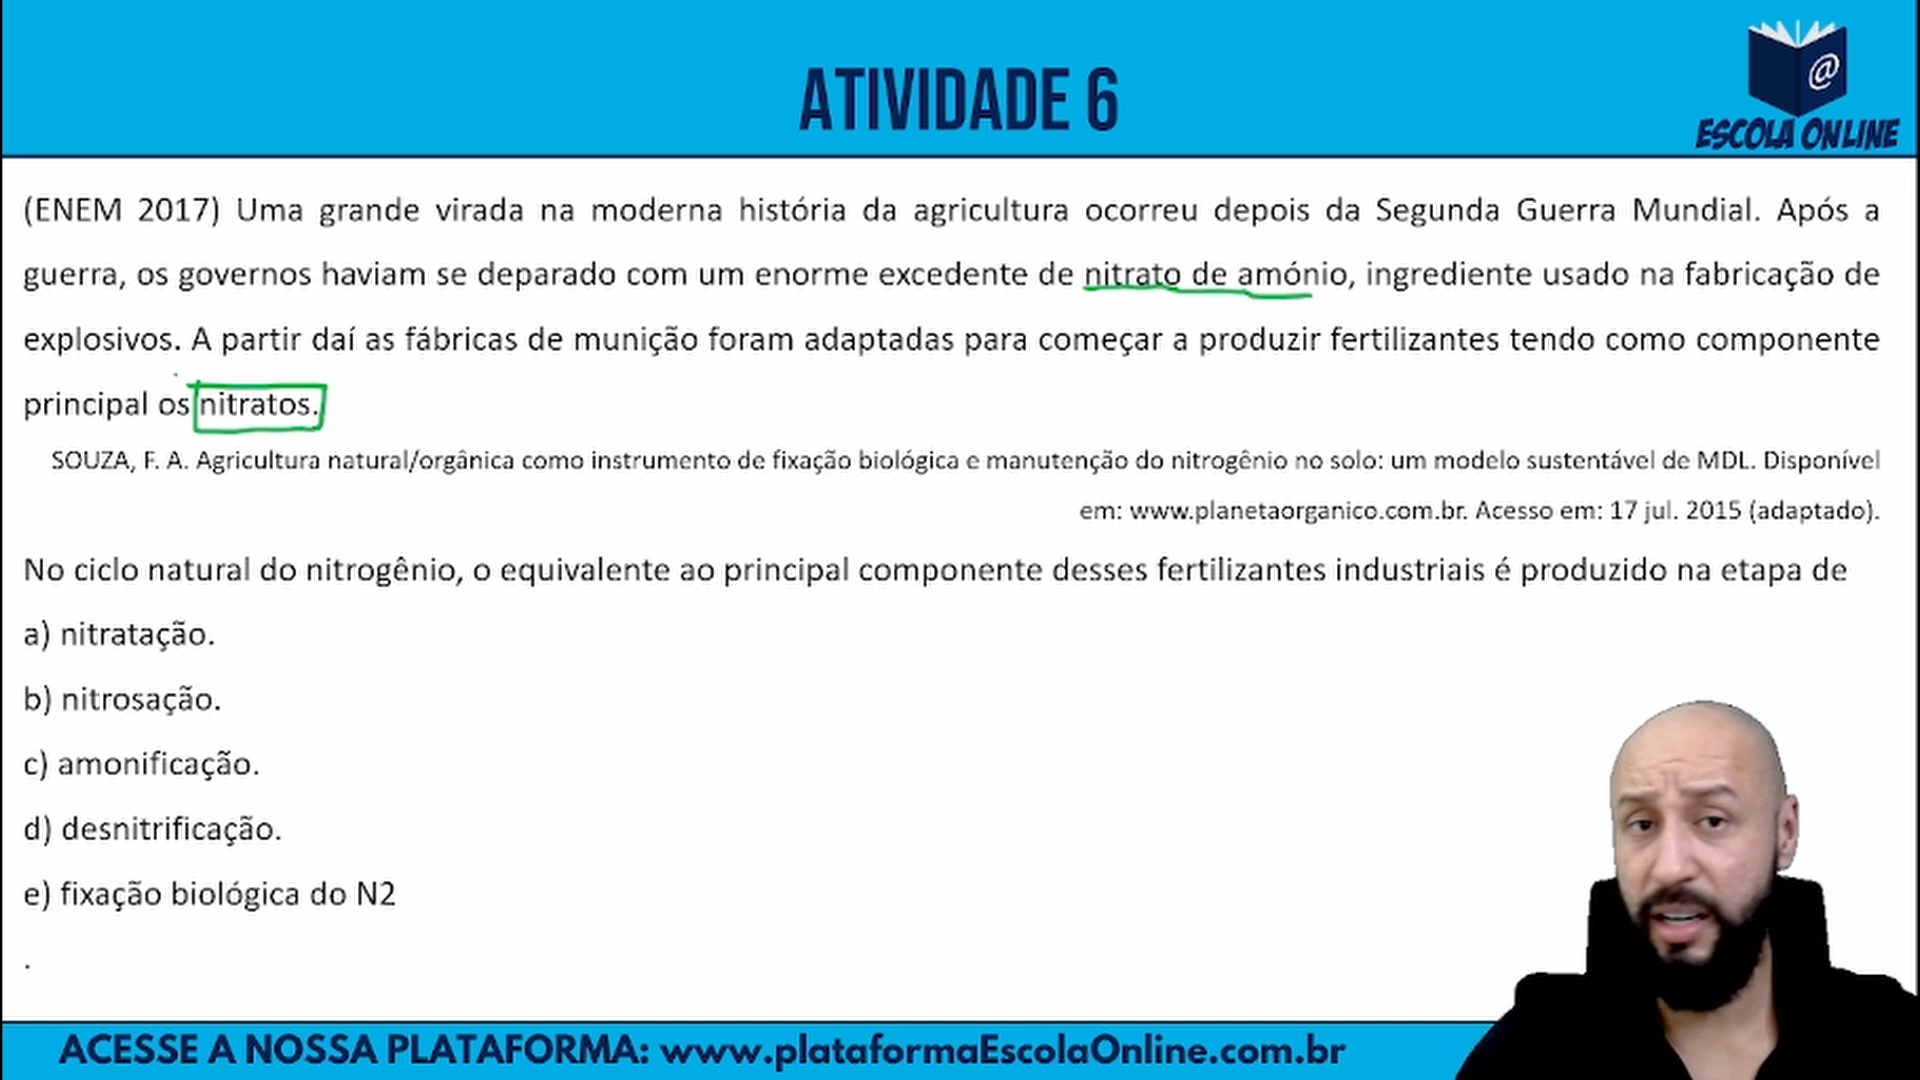 ATIVIDADE 6
@
ESCOLA ONLINE
(ENEM 2017) Uma grande virada na moderna história da agricultura ocorreu depois da Segunda Guerra Mundial. Após a
guerra, os governos haviam se deparado com um enorme excedente de nitrato de amónio, ingrediente usado na fabricação de
explosivos. A partir daí as fábricas de munição foram adaptadas para começar a produzir fertilizantes tendo como componente
principal os nitratos.
SOUZA, F. A. Agricultura natural/orgânica como instrumento de fixação biológica e manutenção do nitrogênio no solo: um modelo sustentável de MDL. Disponível
em: www.planetaorganico.com.br. Acesso em: 17 jul. 2015 (adaptado).
No ciclo natural do nitrogênio, o equivalente ao principal componente desses fertilizantes industriais é produzido na etapa de
a) nitratação.
b) nitrosação.
c) amonificação.
d) desnitrificação.
e) fixação biológica do N2
.
ACESSE A NOSSA PLATAFORMA: www.plataformaEscolaOnline.com.br